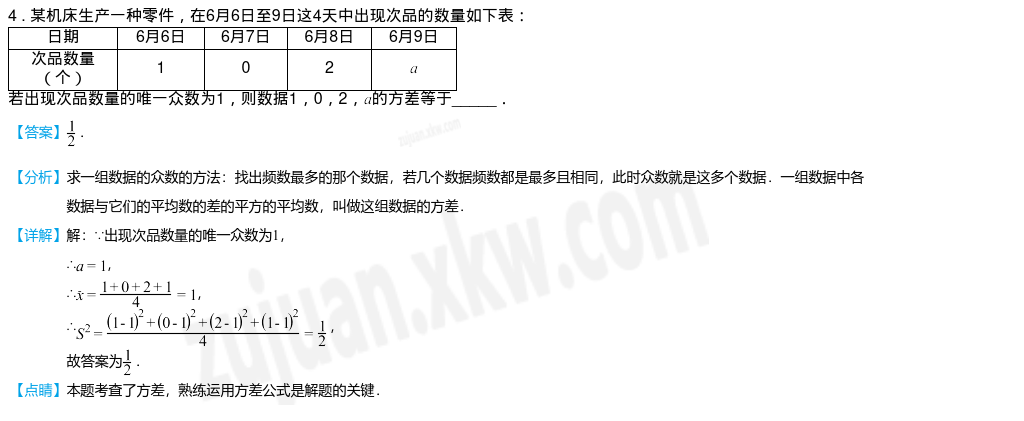 4．某机床生产一种零件，在6月6日至9日这4天中出现次品的数量如下表：
日期 6月6日 6月7日 6月8日 6月9日
次品数量（个） 1 0 2 a
若出现次品数量的唯一众数为1，则数据1，0，2，a的方差等于_____．
【答案】1/2．
【分析】求一组数据的众数的方法：找出频数最多的那个数据，若几个数据频数都是最多且相同，此时众数就是这多个数据．一组数据中各
数据与它们的平均数的差的平方的平均数，叫做这组数据的方差．
【详解】解：∵出现次品数量的唯一众数为1，
∴a = 1，
∴x̄ = (1+0+2+1)/4 = 1，
∴S² = ((1-1)²+(0-1)²+(2-1)²+(1-1)²)/4 = 1/2，
故答案为1/2．
【点睛】本题考查了方差，熟练运用方差公式是解题的关键．
zujuan.xkw.com
zujuan.xkw.com